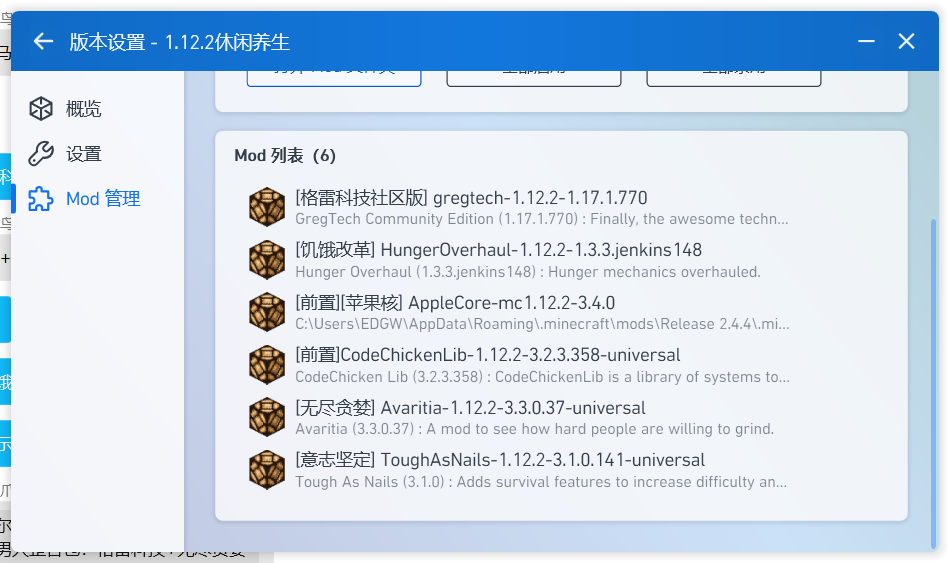 版本设置 - 1.12.2休闲养生
概览
设置
Mod 管理
Mod 列表（6）
[格雷科技社区版] gregtech-1.12.2-1.17.1.770
GregTech Community Edition (1.17.1.770) : Finally, the awesome techn...
[饥饿改革] HungerOverhaul-1.12.2-1.3.3.jenkins148
Hunger Overhaul (1.3.3.jenkins148) : Hunger mechanics overhauled.
[前置][苹果核] AppleCore-mc1.12.2-3.4.0
C:\Users\EDGW\AppData\Roaming\.minecraft\mods\Release 2.4.4\.mi...
[前置]CodeChickenLib-1.12.2-3.2.3.358-universal
CodeChicken Lib (3.2.3.358) : CodeChickenLib is a library of systems to...
[无尽贪婪] Avaritia-1.12.2-3.3.0.37-universal
Avaritia (3.3.0.37) : A mod to see how hard people are willing to grind.
[意志坚定] ToughAsNails-1.12.2-3.1.0.141-universal
Tough As Nails (3.1.0) : Adds survival features to increase difficulty an...